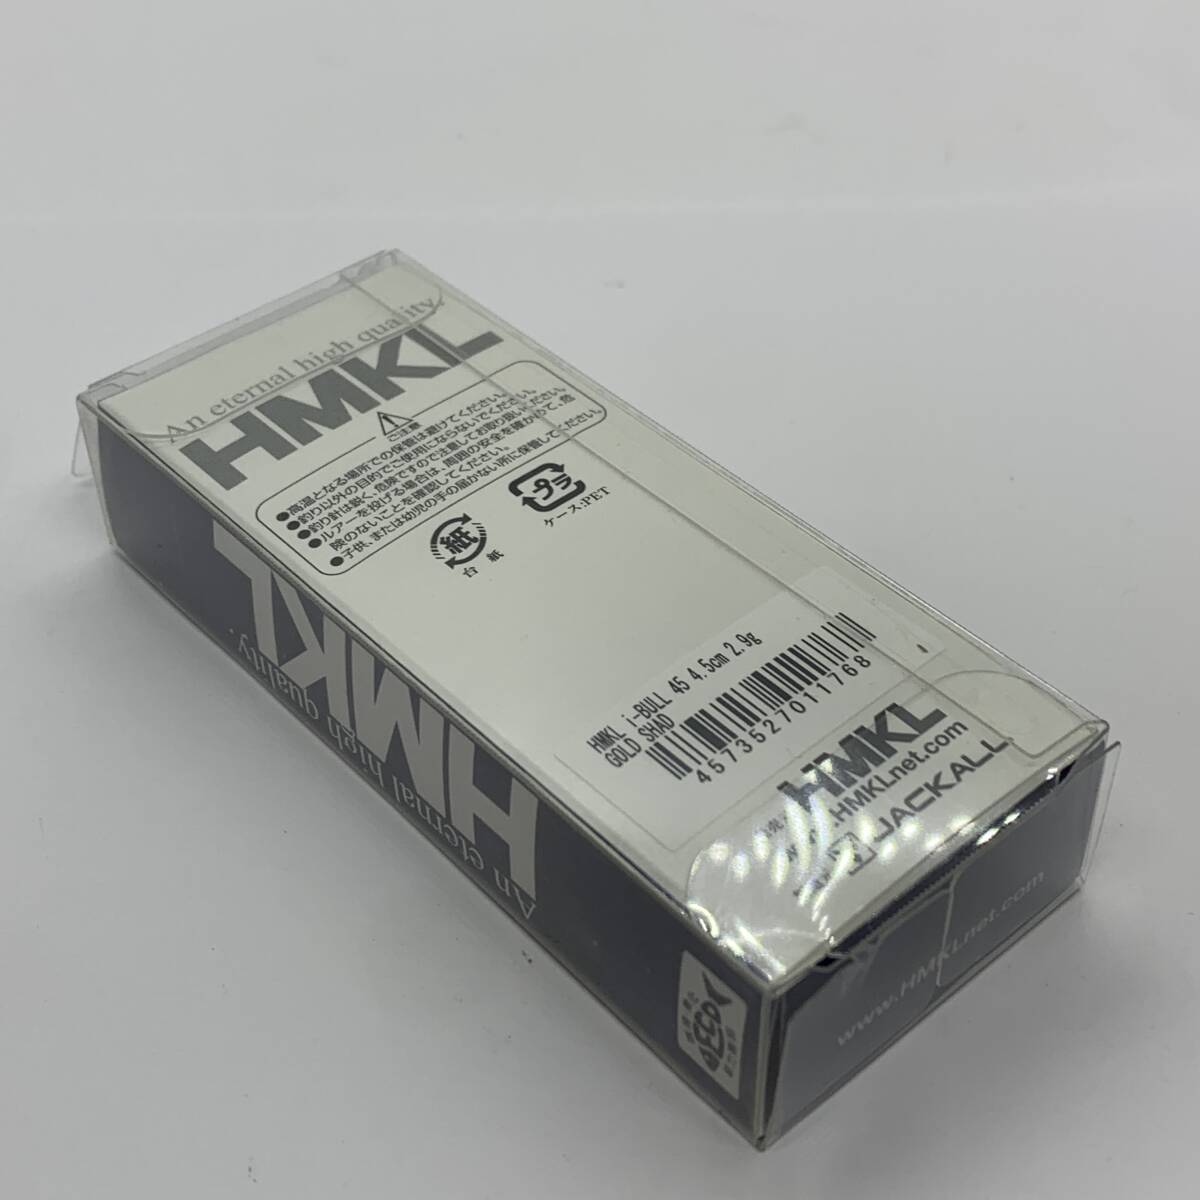 An eternal high quality.
HMKL
ご注意
●高温となる場所での保管は避けてください。
●釣り以外の目的でご使用にならないでください。
●釣り針は鋭く、危険ですので注意してお取り扱いください。
●ルアーを投げる場合は、周囲の安全を確かめて、危
険のないことを確認してください。
●子供、または幼児の手の届かない所に保管してください。
紙
台紙
プラ
ケース:PET
HMKL i-BULL 45 4.5cm 2.9g
GOLD SHAD
4573527011768
HMKL
.HMKLnet.com
JACKALL
HMKL
An eternal high quality.
ECO
www.HMKLnet.com